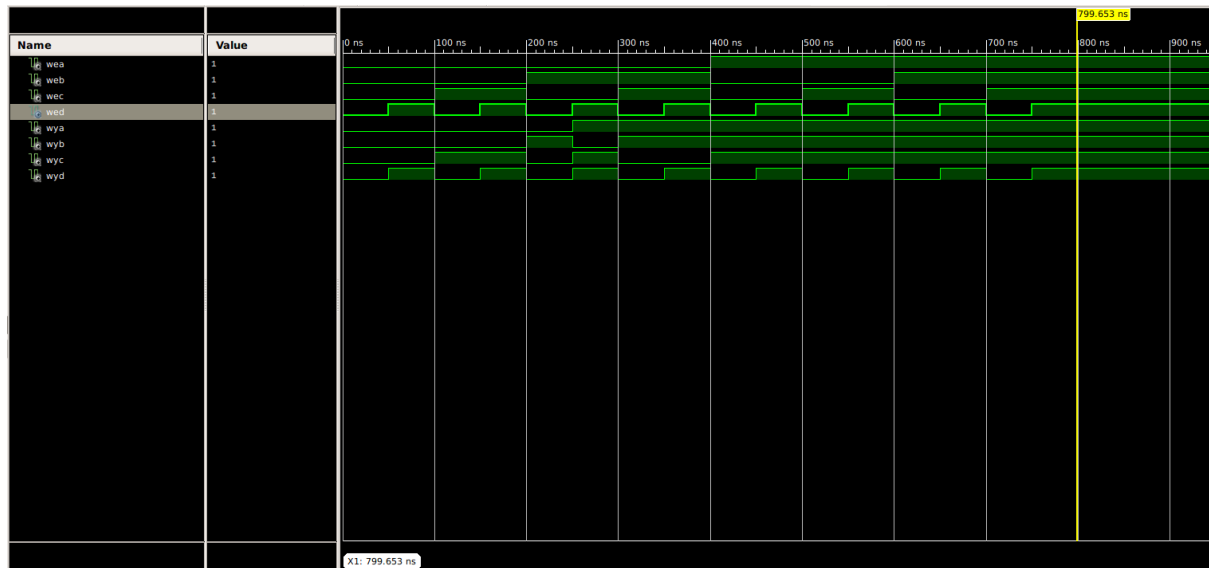 799.653 ns
Name Value 0 ns 100 ns 200 ns 300 ns 400 ns 500 ns 600 ns 700 ns 800 ns 900 ns
wea 1
web 1
wec 1
wed 1
wya 1
wyb 1
wyc 1
wyd 1
X1: 799.653 ns